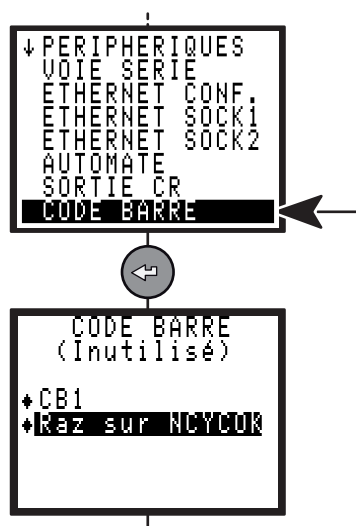 ↓PERIPHERIQUES
VOIE SERIE
ETHERNET CONF.
ETHERNET SOCK1
ETHERNET SOCK2
AUTOMATE
SORTIE CR
CODE BARRE
CODE BARRE
(Inutilisé)
♦CB1
♦Raz sur NCYCOK